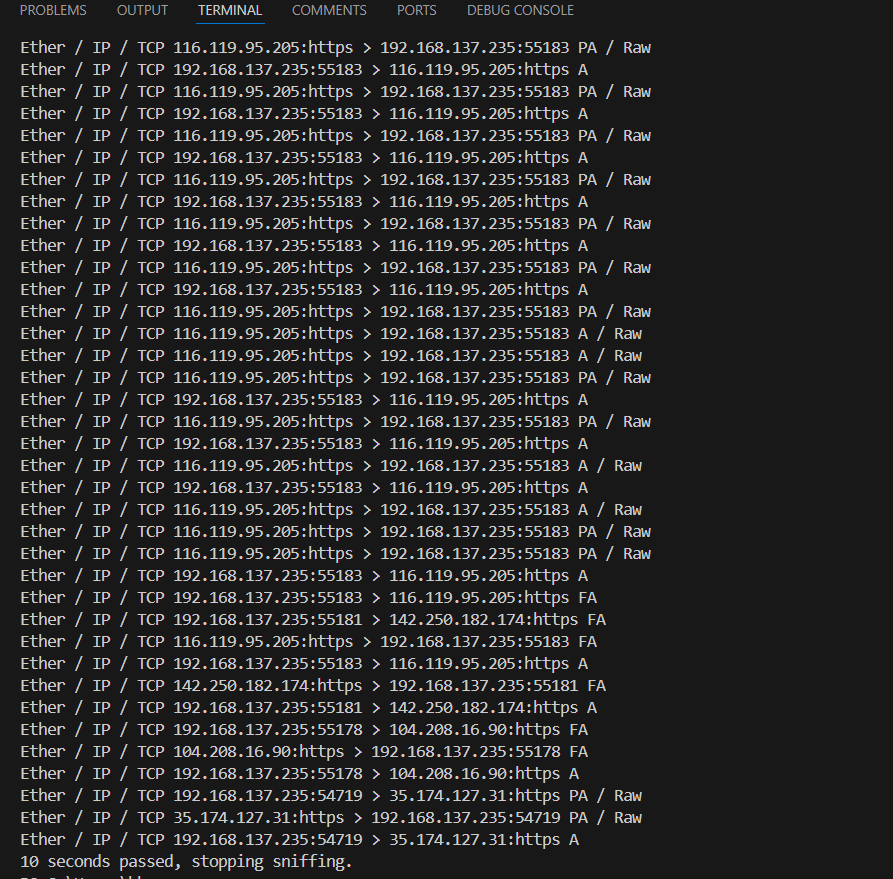 PROBLEMS OUTPUT TERMINAL COMMENTS PORTS DEBUG CONSOLE
Ether / IP / TCP 116.119.95.205:https > 192.168.137.235:55183 PA / Raw
Ether / IP / TCP 192.168.137.235:55183 > 116.119.95.205:https A
Ether / IP / TCP 116.119.95.205:https > 192.168.137.235:55183 PA / Raw
Ether / IP / TCP 192.168.137.235:55183 > 116.119.95.205:https A
Ether / IP / TCP 116.119.95.205:https > 192.168.137.235:55183 PA / Raw
Ether / IP / TCP 192.168.137.235:55183 > 116.119.95.205:https A
Ether / IP / TCP 116.119.95.205:https > 192.168.137.235:55183 PA / Raw
Ether / IP / TCP 192.168.137.235:55183 > 116.119.95.205:https A
Ether / IP / TCP 116.119.95.205:https > 192.168.137.235:55183 PA / Raw
Ether / IP / TCP 192.168.137.235:55183 > 116.119.95.205:https A
Ether / IP / TCP 116.119.95.205:https > 192.168.137.235:55183 PA / Raw
Ether / IP / TCP 192.168.137.235:55183 > 116.119.95.205:https A
Ether / IP / TCP 116.119.95.205:https > 192.168.137.235:55183 PA / Raw
Ether / IP / TCP 116.119.95.205:https > 192.168.137.235:55183 A / Raw
Ether / IP / TCP 116.119.95.205:https > 192.168.137.235:55183 A / Raw
Ether / IP / TCP 116.119.95.205:https > 192.168.137.235:55183 PA / Raw
Ether / IP / TCP 192.168.137.235:55183 > 116.119.95.205:https A
Ether / IP / TCP 116.119.95.205:https > 192.168.137.235:55183 PA / Raw
Ether / IP / TCP 192.168.137.235:55183 > 116.119.95.205:https A
Ether / IP / TCP 116.119.95.205:https > 192.168.137.235:55183 A / Raw
Ether / IP / TCP 192.168.137.235:55183 > 116.119.95.205:https A
Ether / IP / TCP 116.119.95.205:https > 192.168.137.235:55183 A / Raw
Ether / IP / TCP 116.119.95.205:https > 192.168.137.235:55183 PA / Raw
Ether / IP / TCP 116.119.95.205:https > 192.168.137.235:55183 PA / Raw
Ether / IP / TCP 192.168.137.235:55183 > 116.119.95.205:https A
Ether / IP / TCP 192.168.137.235:55183 > 116.119.95.205:https FA
Ether / IP / TCP 192.168.137.235:55181 > 142.250.182.174:https FA
Ether / IP / TCP 116.119.95.205:https > 192.168.137.235:55183 FA
Ether / IP / TCP 192.168.137.235:55183 > 116.119.95.205:https A
Ether / IP / TCP 142.250.182.174:https > 192.168.137.235:55181 FA
Ether / IP / TCP 192.168.137.235:55181 > 142.250.182.174:https A
Ether / IP / TCP 192.168.137.235:55178 > 104.208.16.90:https FA
Ether / IP / TCP 104.208.16.90:https > 192.168.137.235:55178 FA
Ether / IP / TCP 192.168.137.235:55178 > 104.208.16.90:https A
Ether / IP / TCP 192.168.137.235:54719 > 35.174.127.31:https PA / Raw
Ether / IP / TCP 35.174.127.31:https > 192.168.137.235:54719 PA / Raw
Ether / IP / TCP 192.168.137.235:54719 > 35.174.127.31:https A
10 seconds passed, stopping sniffing.